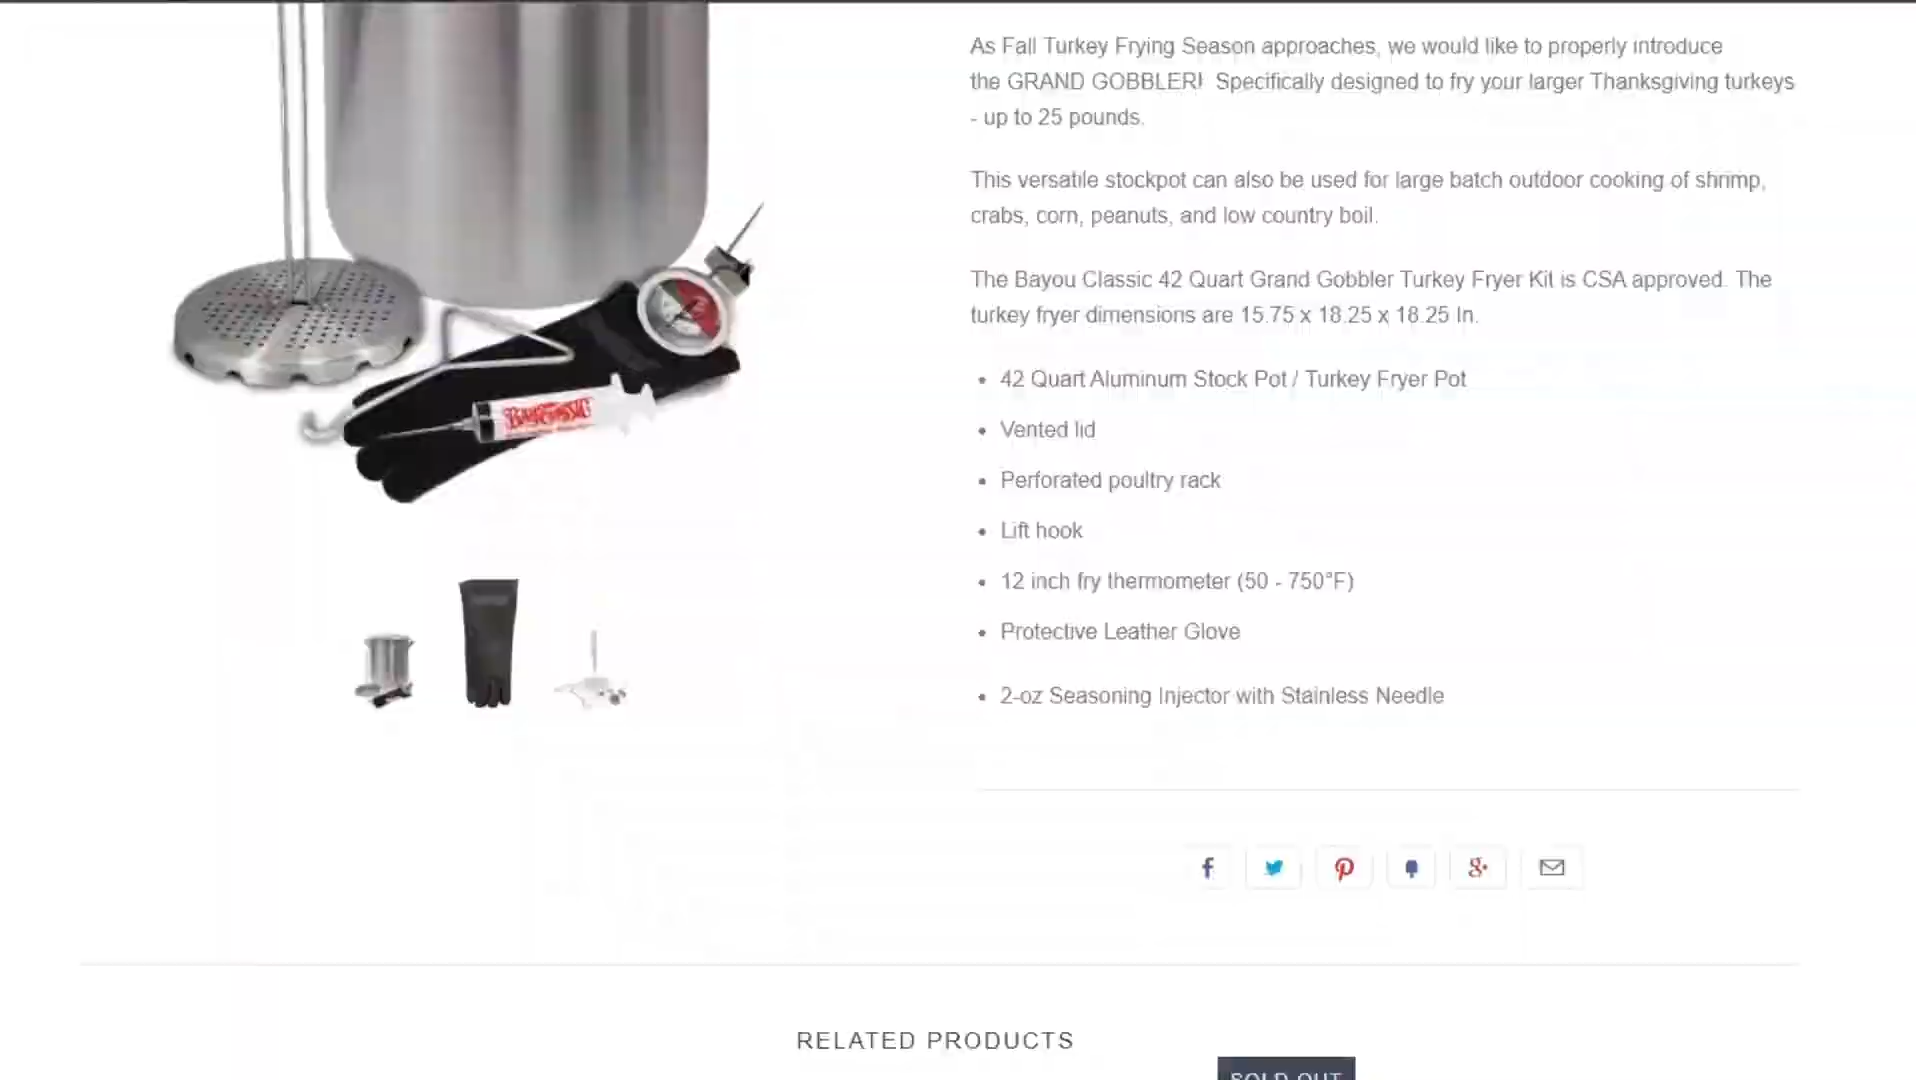 As Fall Turkey Frying Season approaches, we would like to properly introduce
the GRAND GOBBLER!  Specifically designed to fry your larger Thanksgiving turkeys
- up to 25 pounds.
This versatile stockpot can also be used for large batch outdoor cooking of shrimp,
crabs, corn, peanuts, and low country boil.
The Bayou Classic 42 Quart Grand Gobbler Turkey Fryer Kit is CSA approved. The
turkey fryer dimensions are 15.75 x 18.25 x 18.25 In.
• 42 Quart Aluminum Stock Pot / Turkey Fryer Pot
• Vented lid
• Perforated poultry rack
• Lift hook
• 12 inch fry thermometer (50 - 750°F)
• Protective Leather Glove
• 2-oz Seasoning Injector with Stainless Needle
RELATED PRODUCTS
SOLD OUT